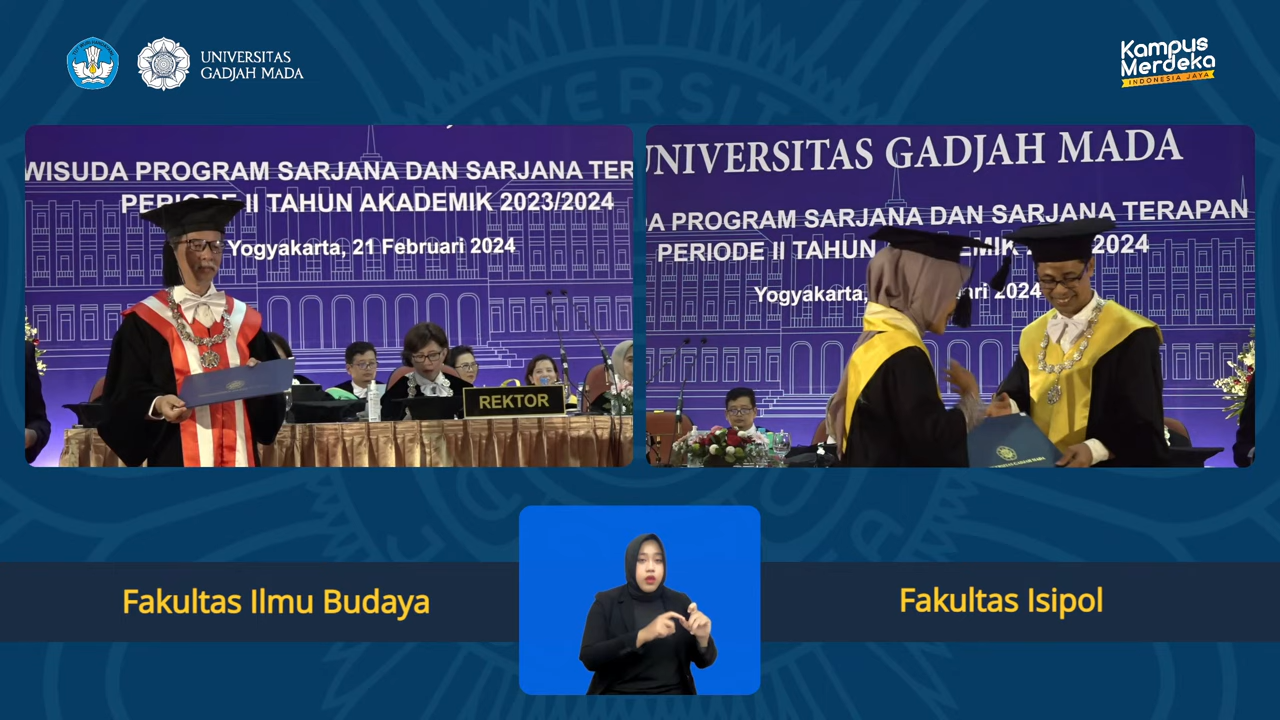 UNIVERSITAS
GADJAH MADA
Kampus
Merdeka
INDONESIA JAYA
WISUDA PROGRAM SARJANA DAN SARJANA TER
PERIODE II TAHUN AKADEMIK 2023/2024
Yogyakarta, 21 Februari 2024
REKTOR
UNIVERSITAS GADJAH MADA
DA PROGRAM SARJANA DAN SARJANA TERAPAN
PERIODE II TAHUN
2024
Yogyakarta,
ari 2024
Fakultas Ilmu Budaya
Fakultas Isipol